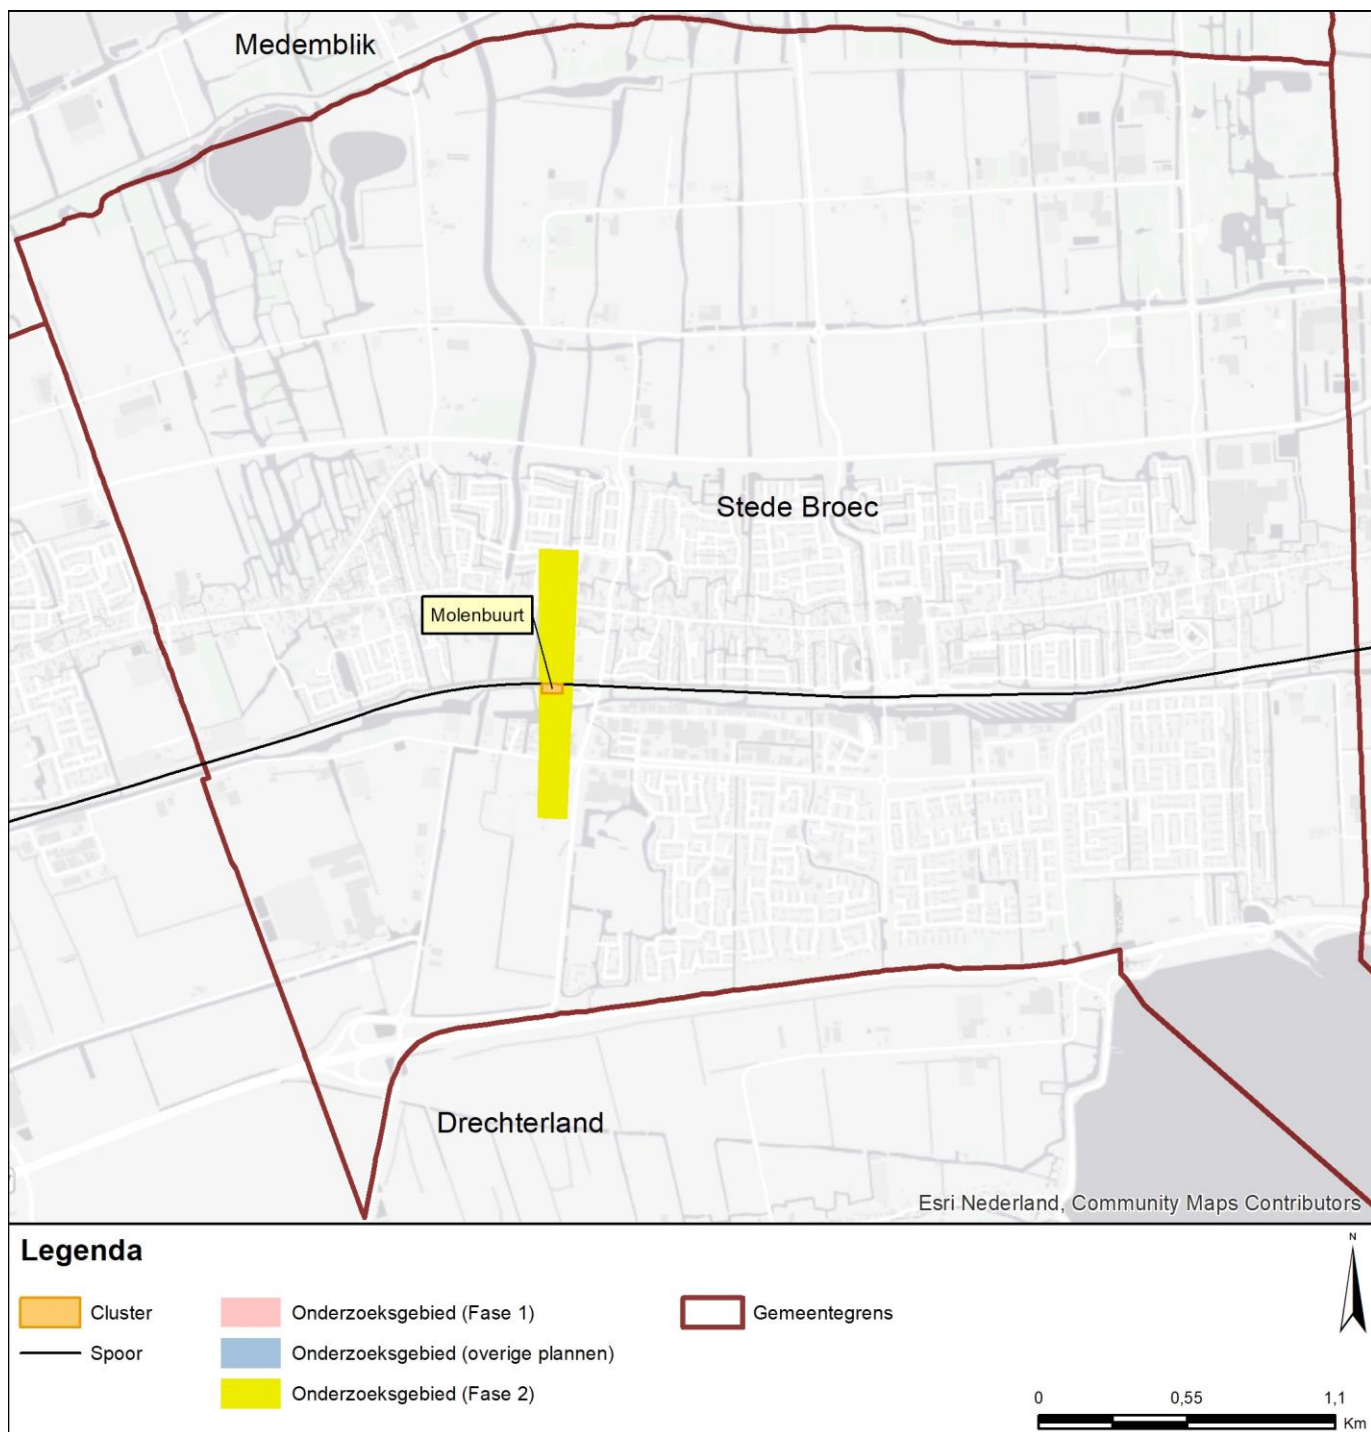 Medemblik
Stede Broec
Molenbuurt
Drechterland
Esri Nederland, Community Maps Contributors
Legenda
Cluster
Spoor
Onderzoeksgebied (Fase 1)
Onderzoeksgebied (overige plannen)
Onderzoeksgebied (Fase 2)
Gemeentegrens
N
0 0,55 1,1
Km